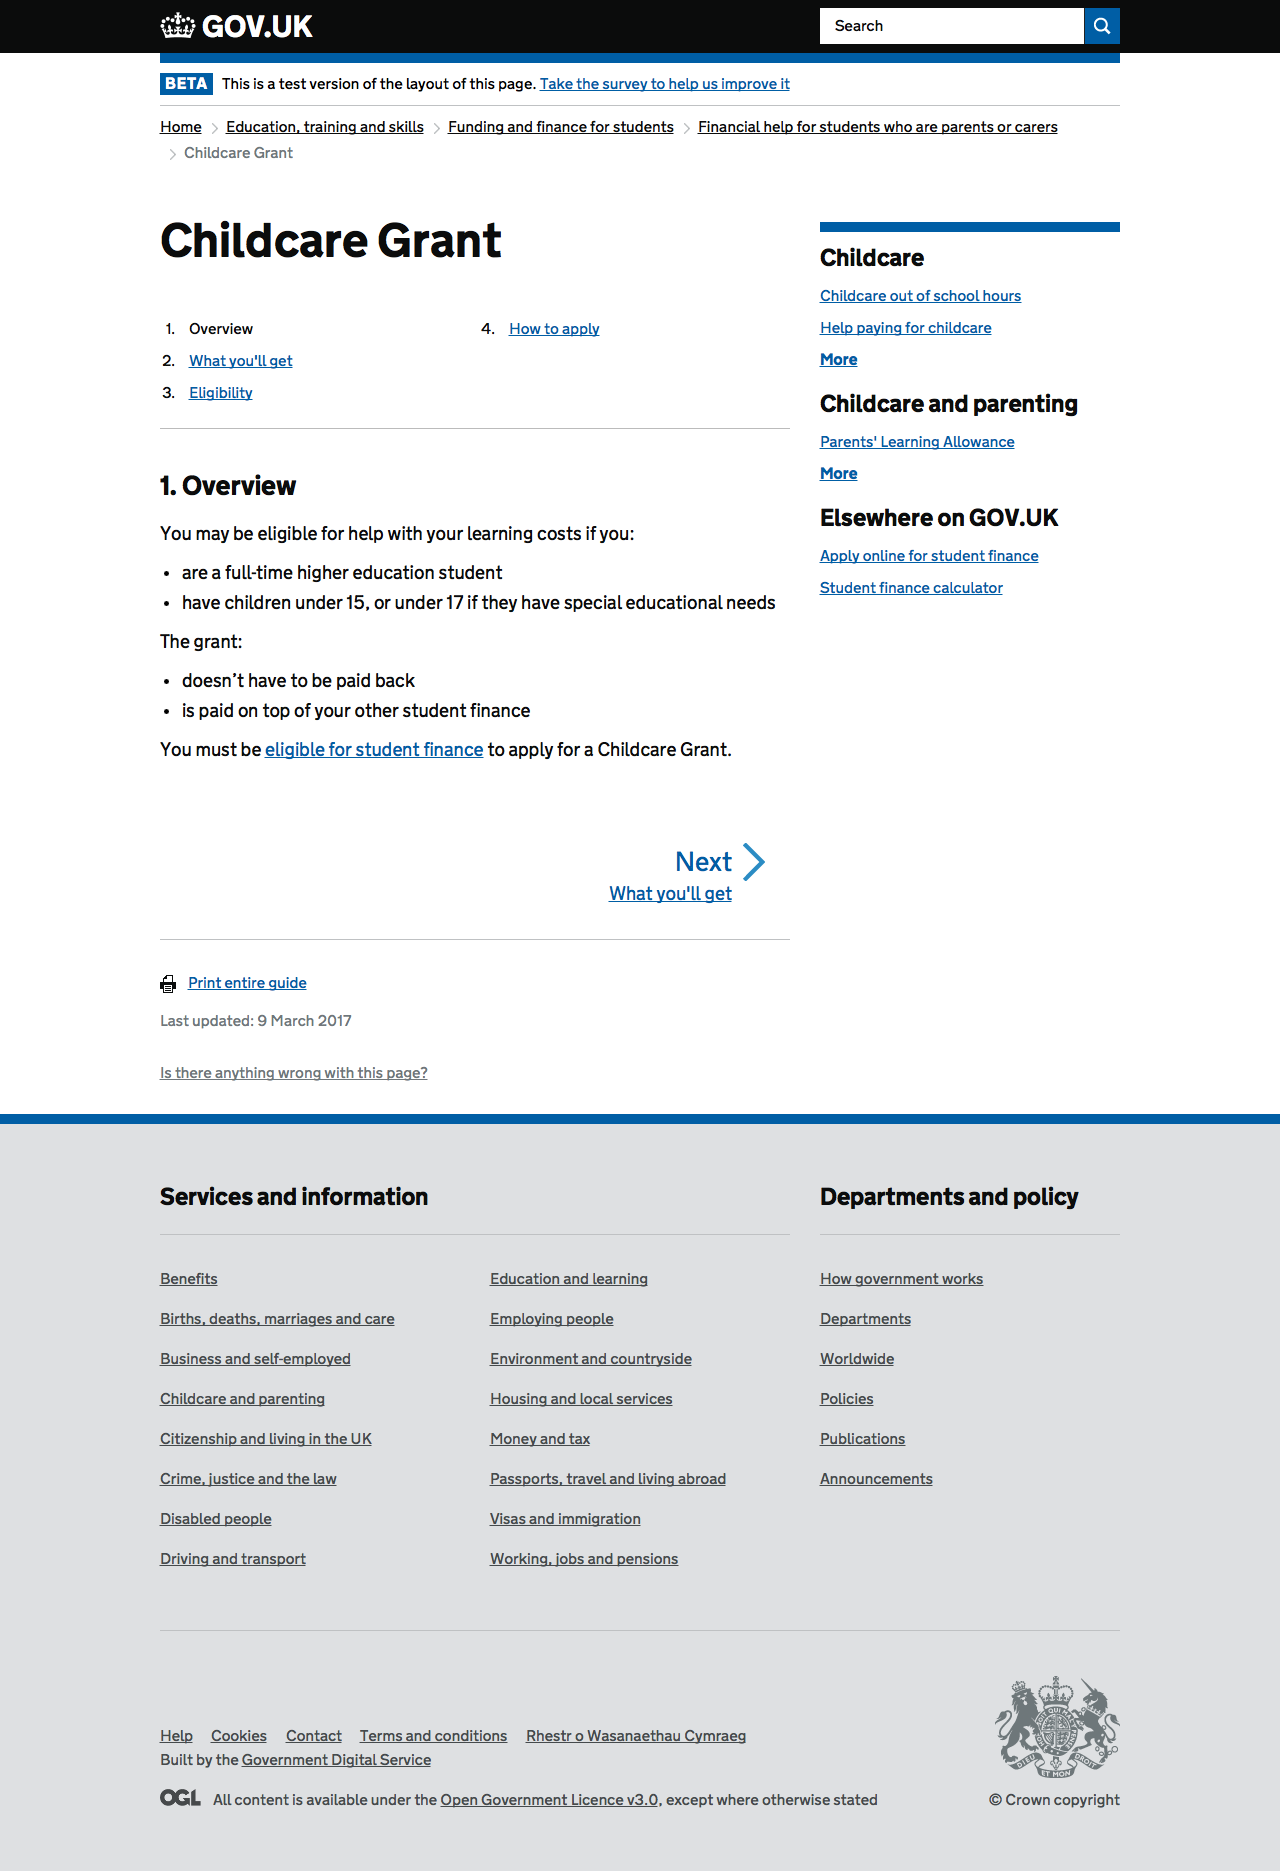 GOV.UK
Search
BETA This is a test version of the layout of this page. Take the survey to help us improve it
Home Education, training and skills Funding and finance for students Financial help for students who are parents or carers
Childcare Grant
Childcare Grant
1. Overview
2. What you'll get
3. Eligibility
4. How to apply
1. Overview
You may be eligible for help with your learning costs if you:
• are a full-time higher education student
• have children under 15, or under 17 if they have special educational needs
The grant:
• doesn’t have to be paid back
• is paid on top of your other student finance
You must be eligible for student finance to apply for a Childcare Grant.
Next
What you'll get
Print entire guide
Last updated: 9 March 2017
Is there anything wrong with this page?
Childcare
Childcare out of school hours
Help paying for childcare
More
Childcare and parenting
Parents' Learning Allowance
More
Elsewhere on GOV.UK
Apply online for student finance
Student finance calculator
Services and information
Benefits
Births, deaths, marriages and care
Business and self-employed
Childcare and parenting
Citizenship and living in the UK
Crime, justice and the law
Disabled people
Driving and transport
Education and learning
Employing people
Environment and countryside
Housing and local services
Money and tax
Passports, travel and living abroad
Visas and immigration
Working, jobs and pensions
Departments and policy
How government works
Departments
Worldwide
Policies
Publications
Announcements
Help Cookies Contact Terms and conditions Rhestr o Wasanaethau Cymraeg
Built by the Government Digital Service
OGL All content is available under the Open Government Licence v3.0, except where otherwise stated
DIEU ET MON DROIT
© Crown copyright